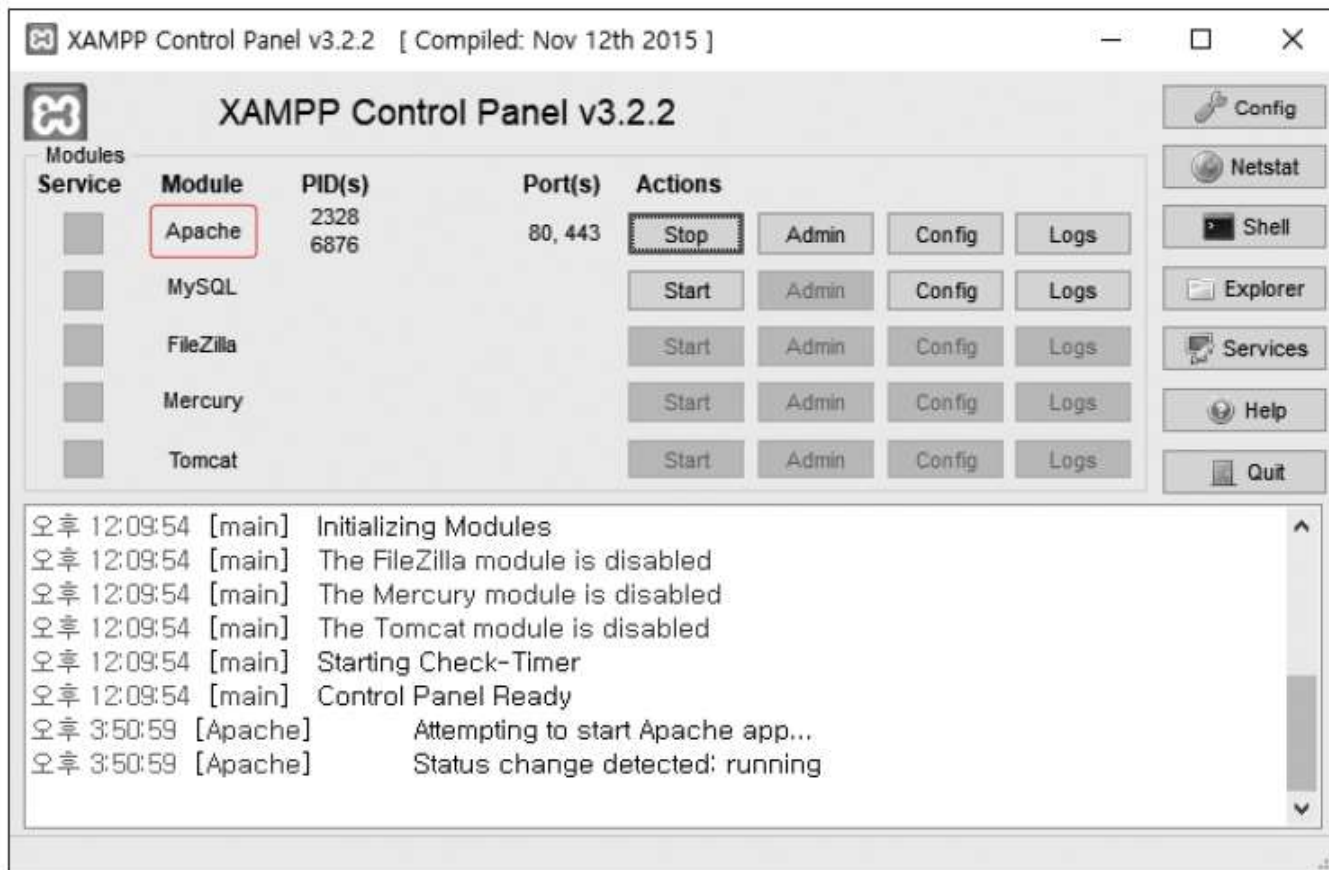 XAMPP Control Panel v3.2.2 [ Compiled: Nov 12th 2015 ]
XAMPP Control Panel v3.2.2
Config
Modules
Service Module PID(s) Port(s) Actions
Netstat
Apache 2328 6876 80, 443 Stop Admin Config Logs
Shell
MySQL Start Admin Config Logs
Explorer
FileZilla Start Admin Config Logs
Services
Mercury Start Admin Config Logs
Help
Tomcat Start Admin Config Logs
Quit
오후 12:09:54 [main] Initializing Modules
오후 12:09:54 [main] The FileZilla module is disabled
오후 12:09:54 [main] The Mercury module is disabled
오후 12:09:54 [main] The Tomcat module is disabled
오후 12:09:54 [main] Starting Check-Timer
오후 12:09:54 [main] Control Panel Ready
오후 3:50:59 [Apache] Attempting to start Apache app...
오후 3:50:59 [Apache] Status change detected: running